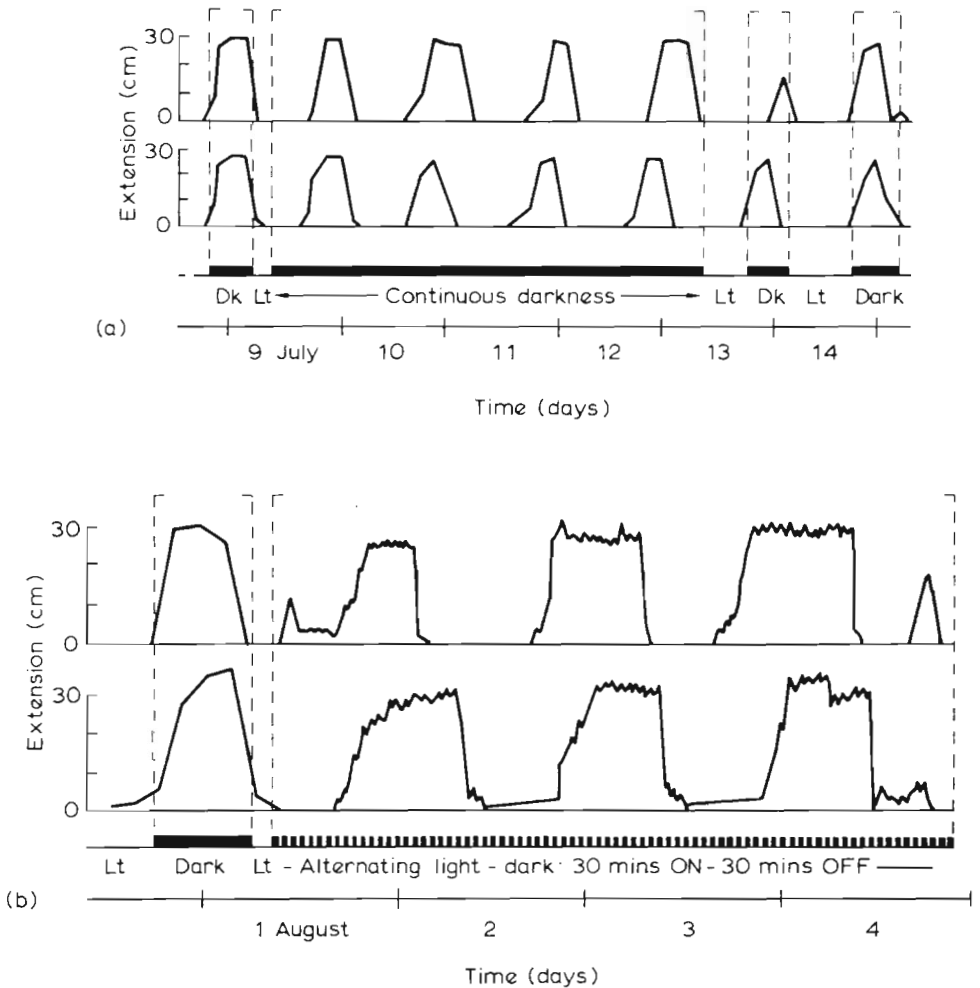 30
0
30
0
Extension (cm)
Dk Lt Continuous darkness Lt Dk Lt Dark
(a)
9 July 10 11 12 13 14
Time (days)
30
0
30
0
Extension (cm)
Lt Dark Lt - Alternating light - dark· 30 mins ON - 30 mins OFF
(b)
1 August 2 3 4
Time (days)